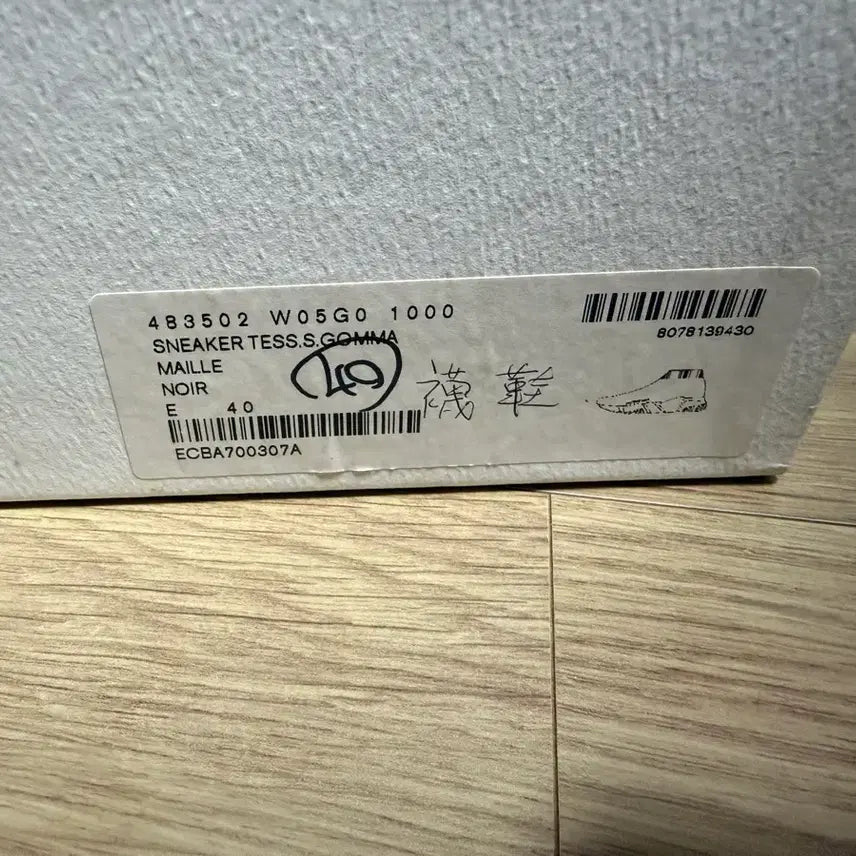 483502 W05G0 1000
8078139430
SNEAKER TESS.S.GOMMA
MAILLE
NOIR
40
襪 鞋
E 40
ECBA700307A